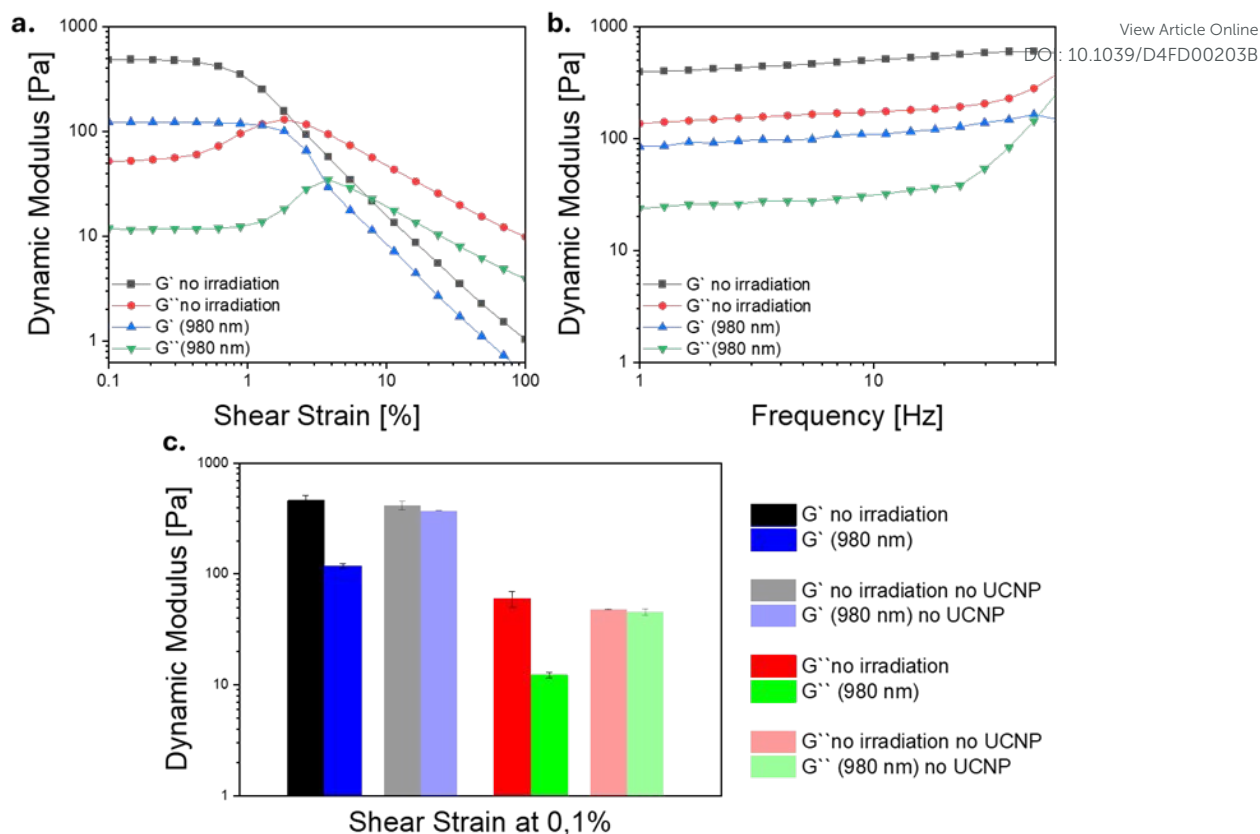 View Article Online
DOI: 10.1039/D4FD00203B
a.
Dynamic Modulus [Pa]
1000
100
10
1
G` no irradiation
G``no irradiation
G` (980 nm)
G``(980 nm)
0.1
1
10
100
Shear Strain [%]
b.
Dynamic Modulus [Pa]
1000
100
10
1
G` no irradiation
G``no irradiation
G` (980 nm)
G``(980 nm)
1
10
Frequency [Hz]
c.
Dynamic Modulus [Pa]
1000
100
10
1
Shear Strain at 0,1%
G` no irradiation
G` (980 nm)
G` no irradiation no UCNP
G` (980 nm) no UCNP
G``no irradiation
G`` (980 nm)
G``no irradiation no UCNP
G`` (980 nm) no UCNP